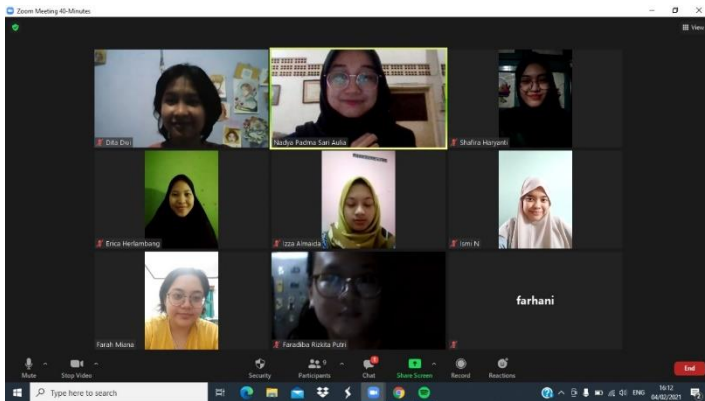 Zoom Meeting 40-Minutes
View
Dita Dwi
Nadya Padma Sari Aulia
Shafira Haryanti
Erica Herlambang
Izza Almaida
Ismi N
Farah Miana
Faradiba Rizkita Putri
farhani
Mute
Stop Video
Security
Participants
9
Chat
1
Share Screen
Record
Reactions
End
Type here to search
ENG
16:12
04/02/2021